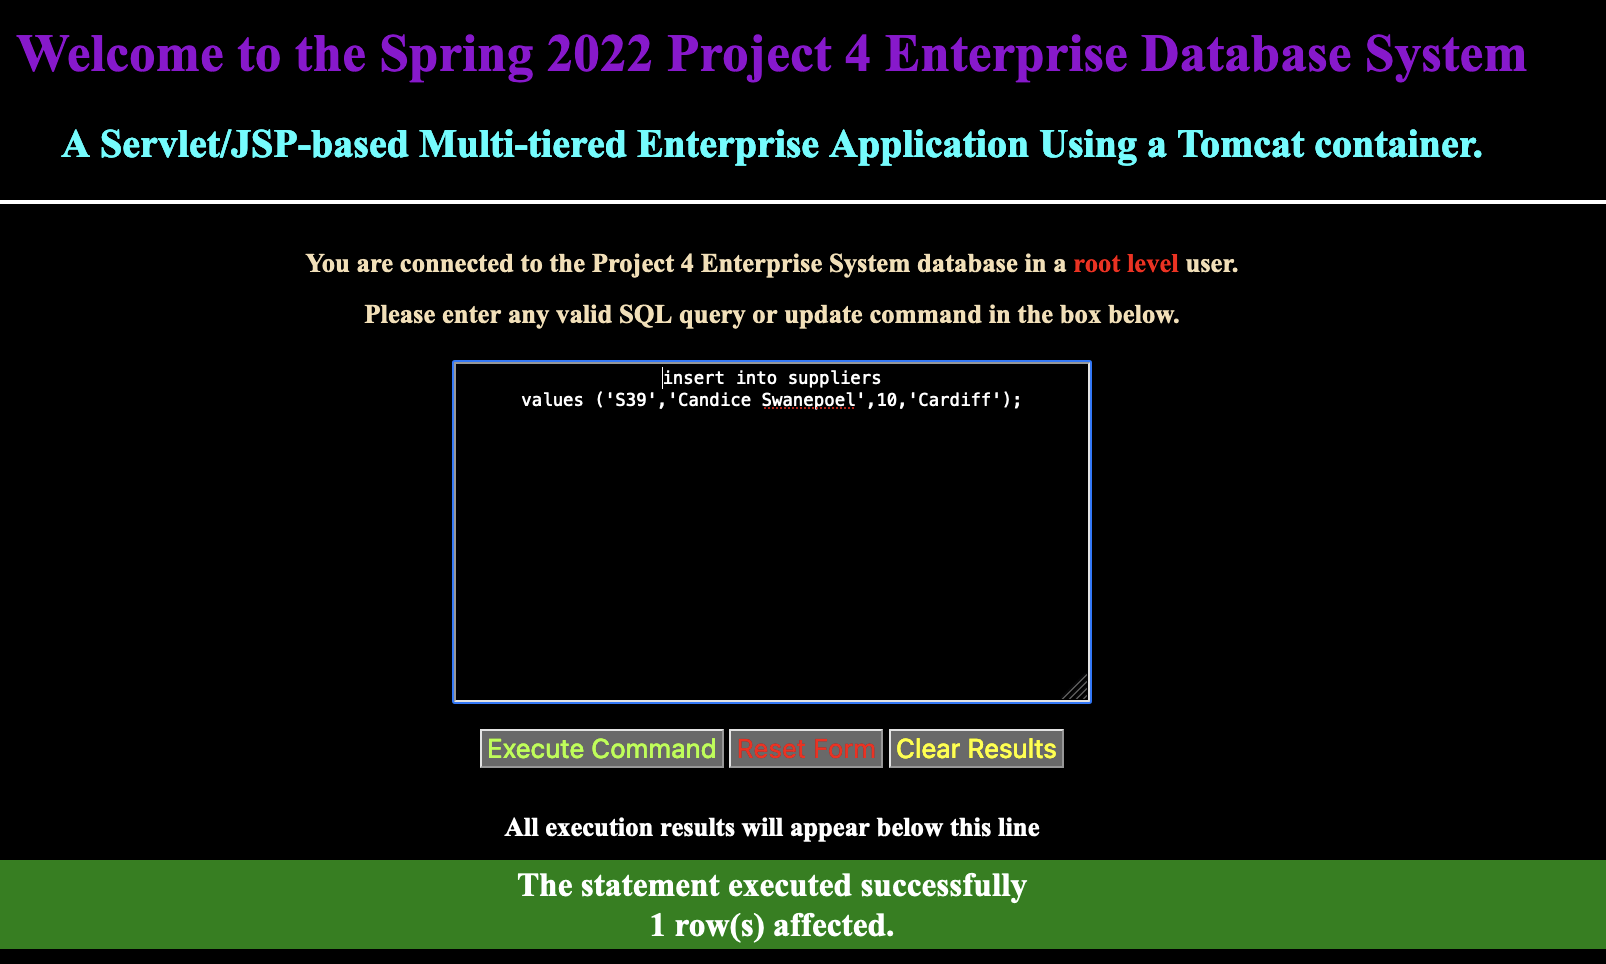 Welcome to the Spring 2022 Project 4 Enterprise Database System
A Servlet/JSP-based Multi-tiered Enterprise Application Using a Tomcat container.
You are connected to the Project 4 Enterprise System database in a root level user.
Please enter any valid SQL query or update command in the box below.
insert into suppliers
values ('S39','Candice Swanepoel',10,'Cardiff');
Execute Command Reset Form Clear Results
All execution results will appear below this line
The statement executed successfully
1 row(s) affected.